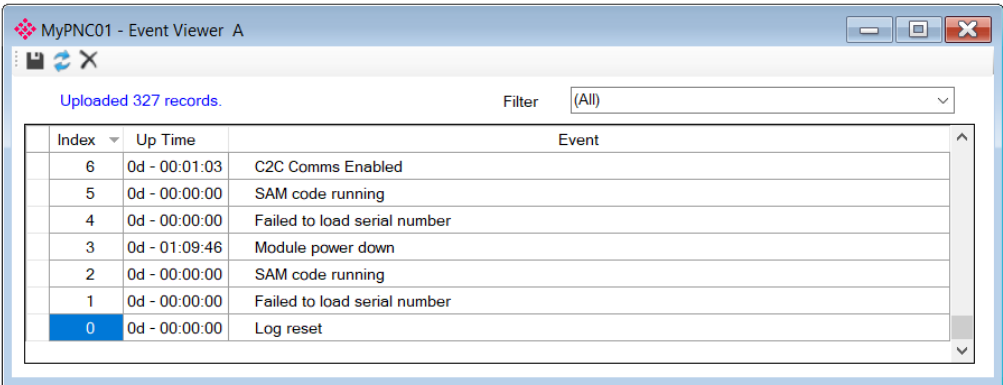 MyPNC01 - Event Viewer A
Uploaded 327 records.
Filter (All)
Index Up Time Event
6 0d - 00:01:03 C2C Comms Enabled
5 0d - 00:00:00 SAM code running
4 0d - 00:00:00 Failed to load serial number
3 0d - 01:09:46 Module power down
2 0d - 00:00:00 SAM code running
1 0d - 00:00:00 Failed to load serial number
0 0d - 00:00:00 Log reset